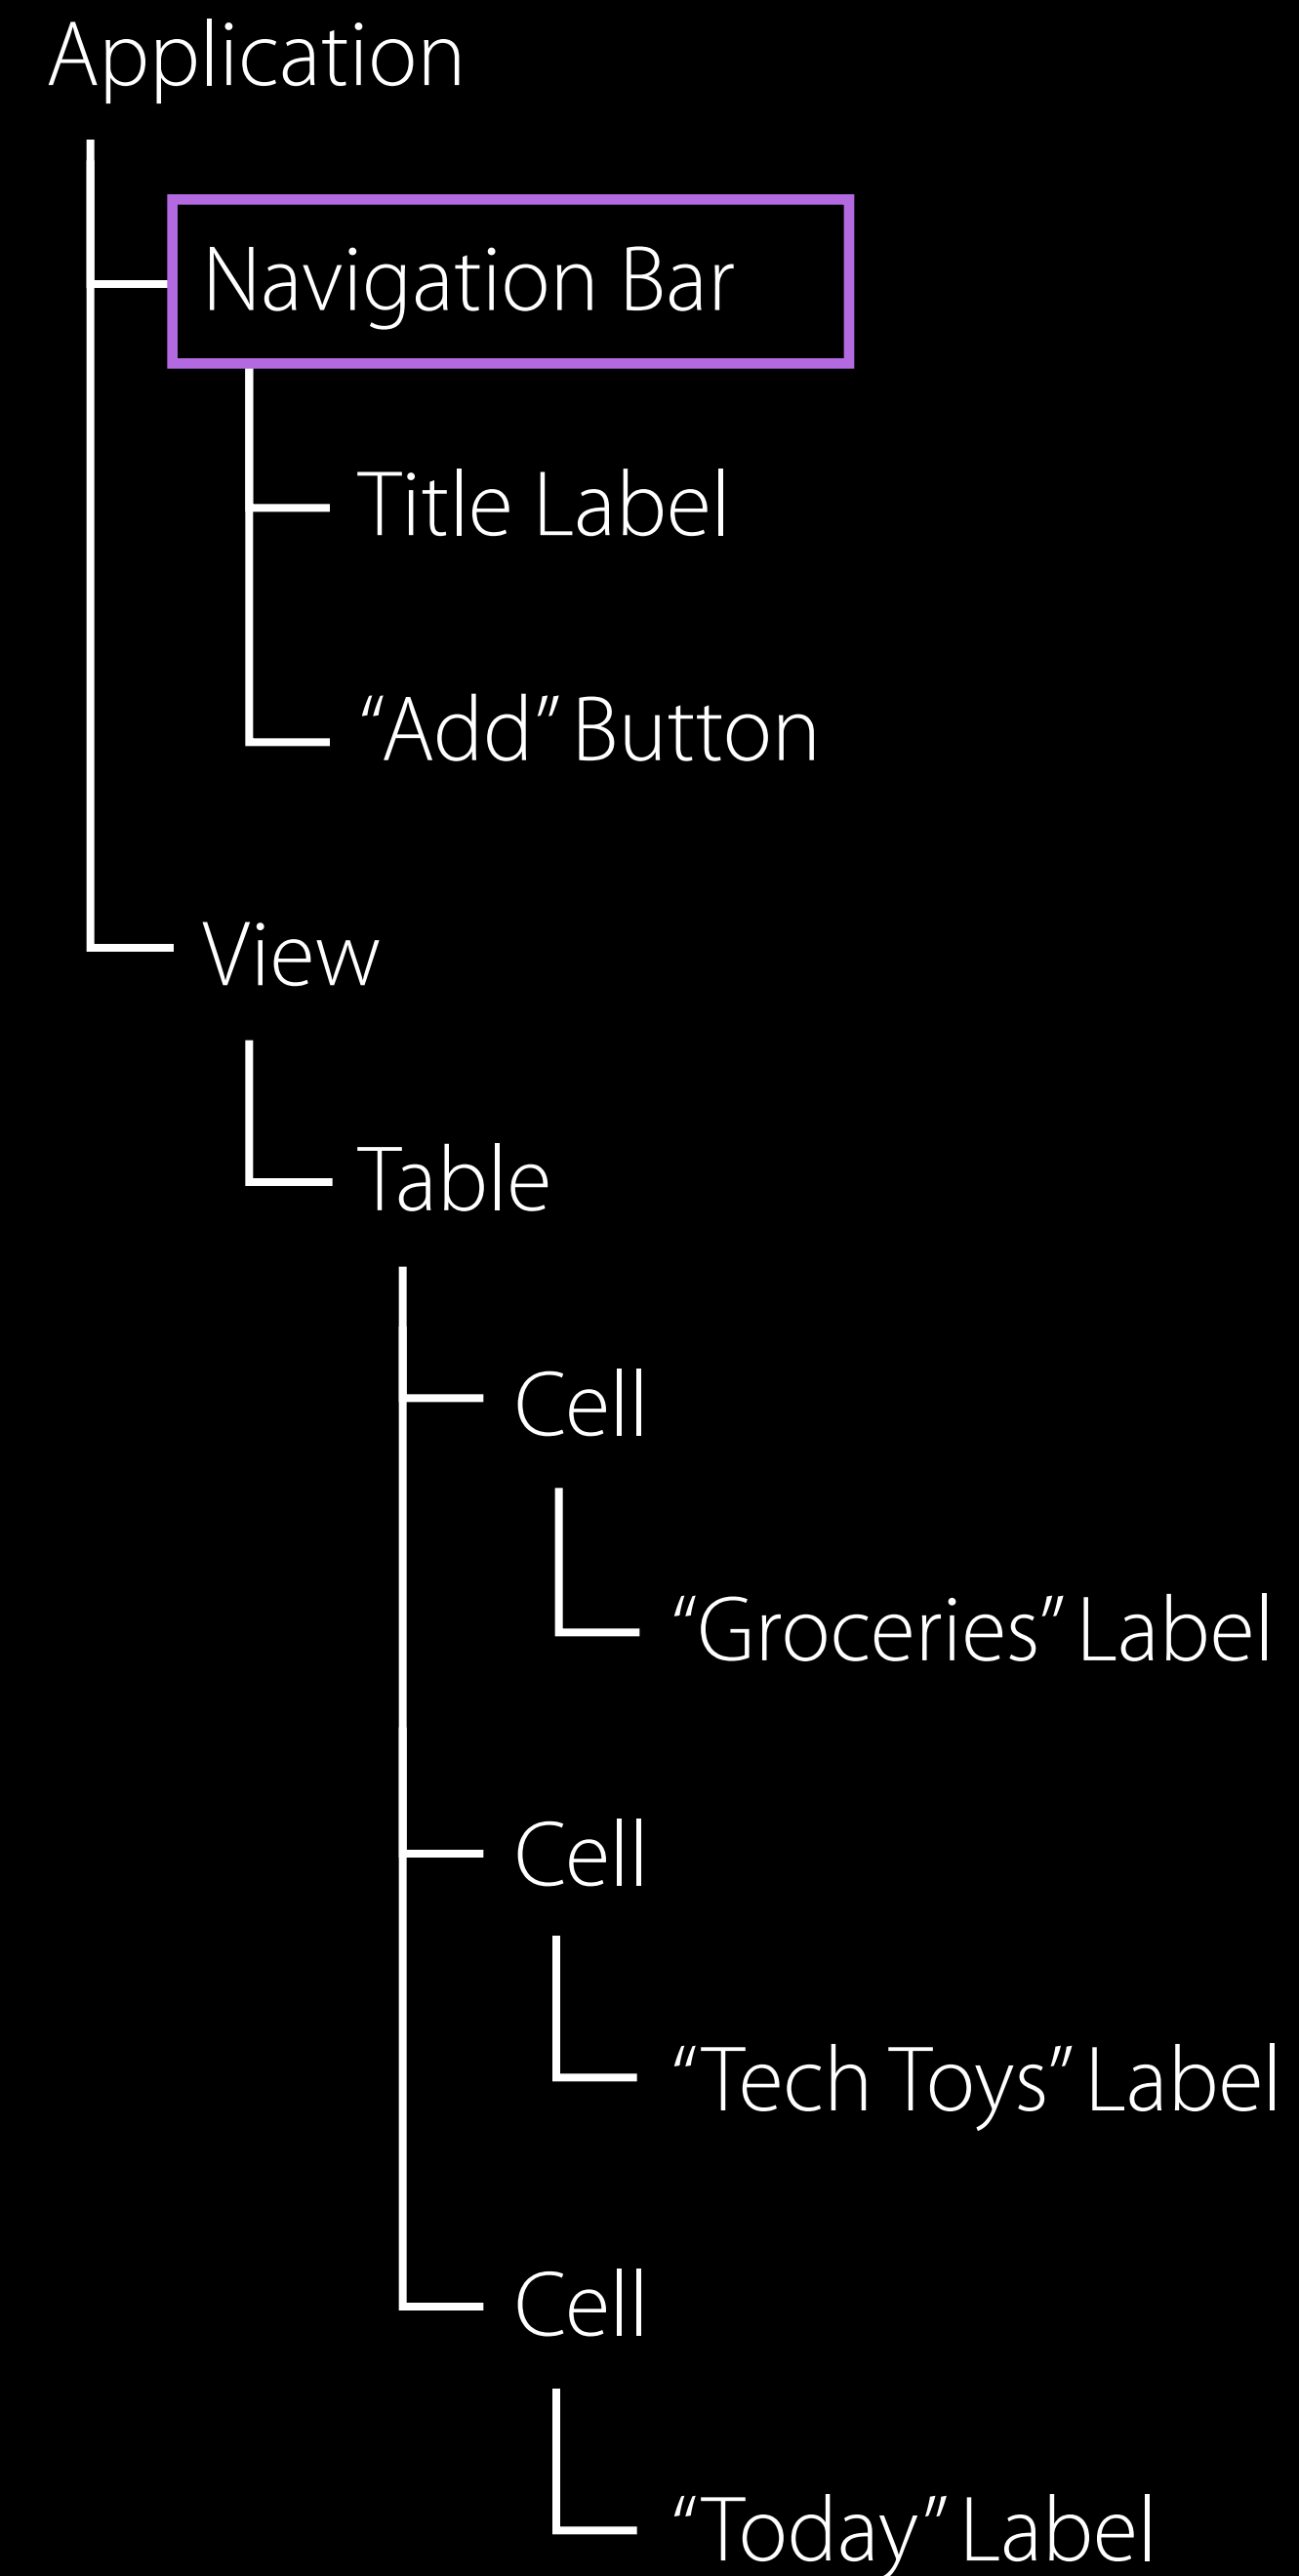 Application
Navigation Bar
Title Label
“Add” Button
View
Table
Cell
“Groceries” Label
Cell
“Tech Toys” Label
Cell
“Today” Label